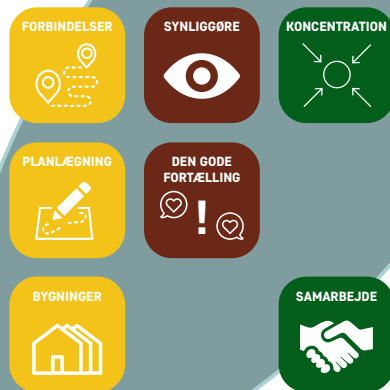 FORBINDELSER
SYNLIGGØRE
KONCENTRATION
PLANLÆGNING
DEN GODE
FORTÆLLING
BYGNINGER
SAMARBEJDE